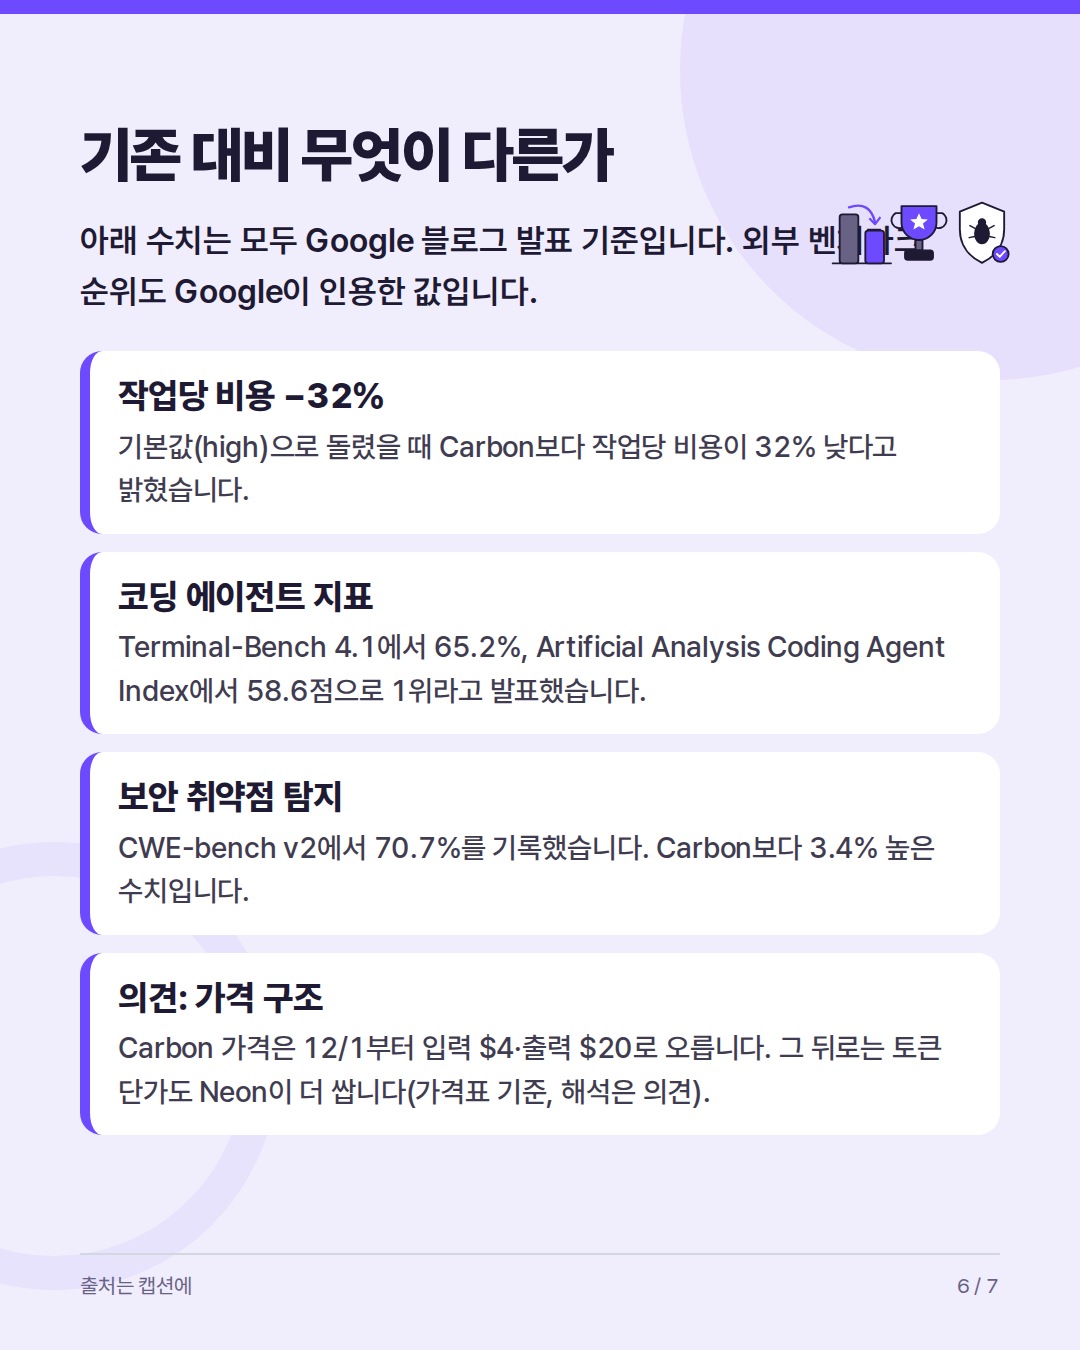 기존 대비 무엇이 다른가
아래 수치는 모두 Google 블로그 발표 기준입니다. 외부
순위도 Google이 인용한 값입니다.
작업당 비용 −32%
기본값(high)으로 돌렸을 때 Carbon보다 작업당 비용이 32% 낮다고
밝혔습니다.
코딩 에이전트 지표
Terminal-Bench 4.1에서 65.2%, Artificial Analysis Coding Agent
Index에서 58.6점으로 1위라고 발표했습니다.
보안 취약점 탐지
CWE-bench v2에서 70.7%를 기록했습니다. Carbon보다 3.4% 높은
수치입니다.
의견: 가격 구조
Carbon 가격은 12/1부터 입력 $4·출력 $20로 오릅니다. 그 뒤로는 토큰
단가도 Neon이 더 쌉니다(가격표 기준, 해석은 의견).
출처는 캡션에
6 / 7